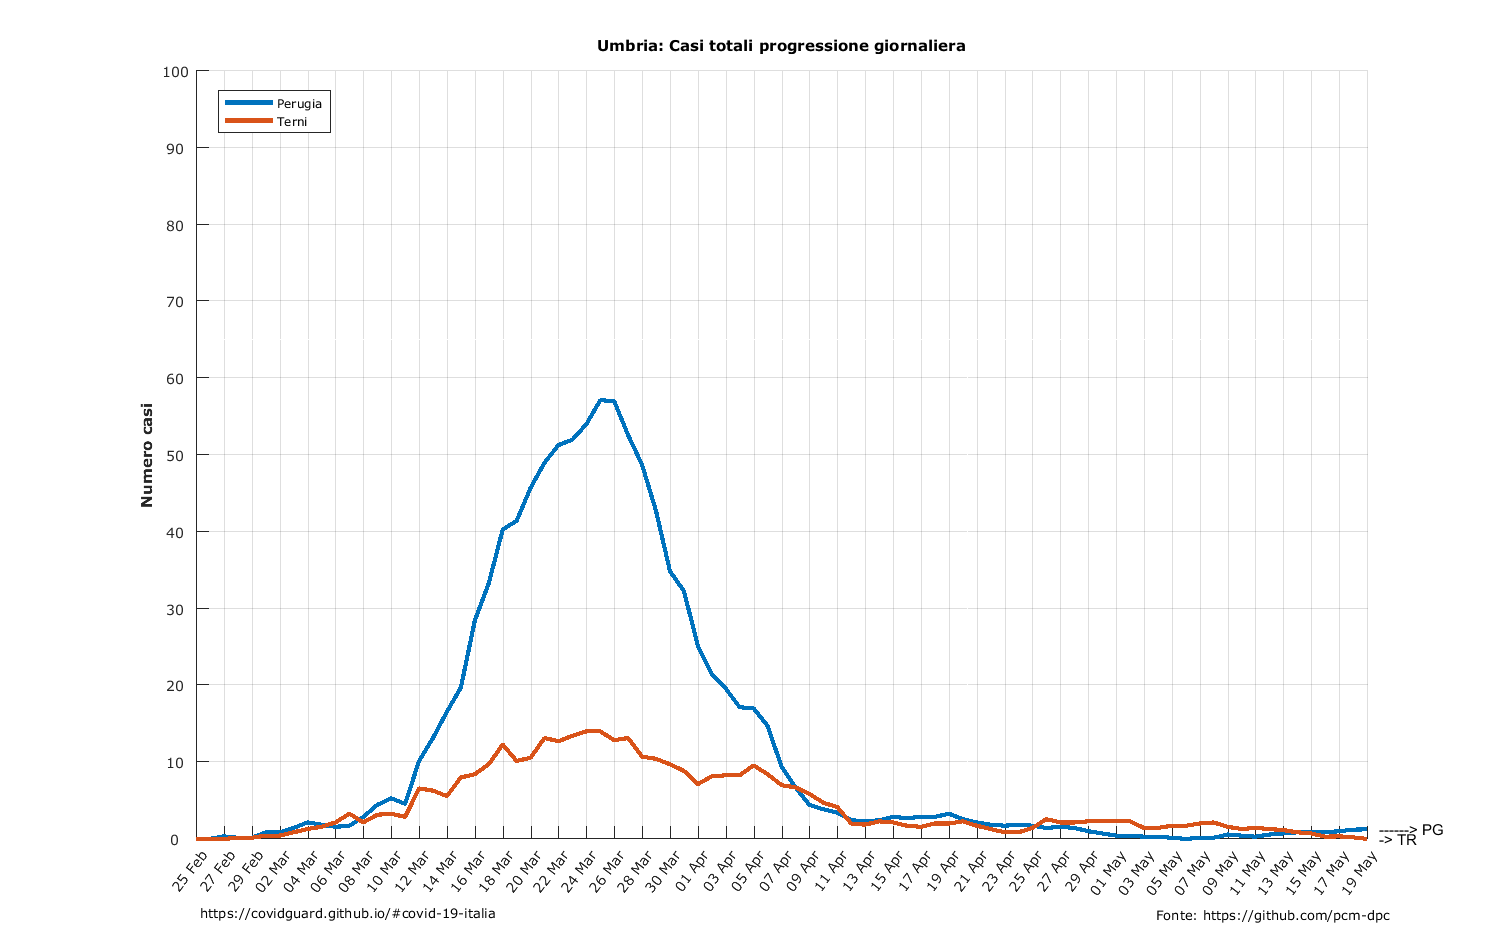 Umbria: Casi totali progressione giornaliera
Perugia
Terni
Numero casi
100
90
80
70
60
50
40
30
20
10
0
25 Feb
27 Feb
29 Feb
02 Mar
04 Mar
06 Mar
08 Mar
10 Mar
12 Mar
14 Mar
16 Mar
18 Mar
20 Mar
22 Mar
24 Mar
26 Mar
28 Mar
30 Mar
01 Apr
03 Apr
05 Apr
07 Apr
09 Apr
11 Apr
13 Apr
15 Apr
17 Apr
19 Apr
21 Apr
23 Apr
25 Apr
27 Apr
29 Apr
01 May
03 May
05 May
07 May
09 May
11 May
13 May
15 May
17 May
19 May
------> PG
-> TR
https://covidguard.github.io/#covid-19-italia
Fonte: https://github.com/pcm-dpc